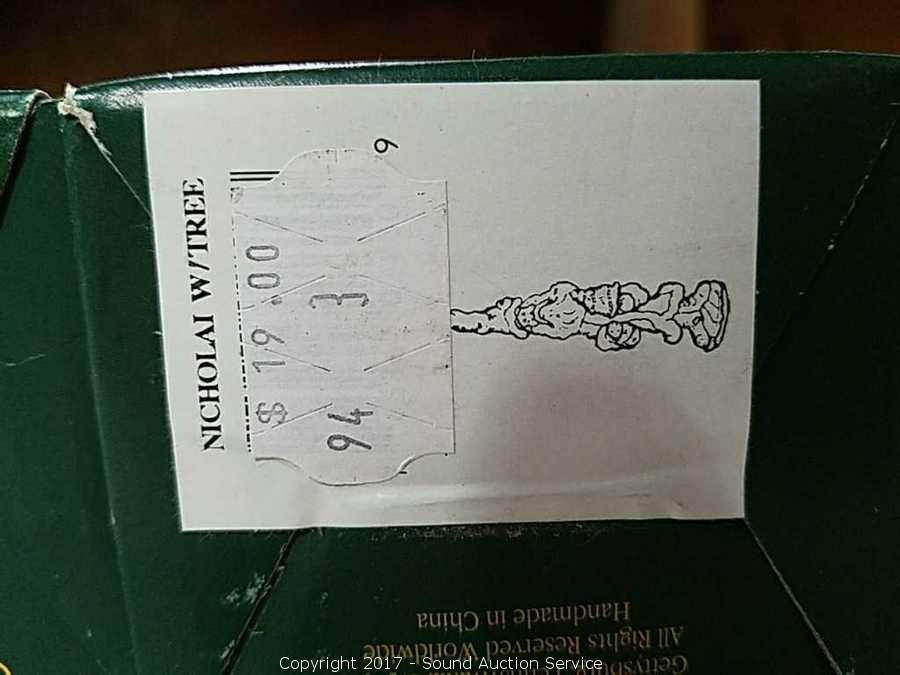 NICHOLAI W/TREE
9
$ 19.00
94 3
Handmade in China
All Rights Reserved Worldwide
Copyright 2017 - Sound Auction Service